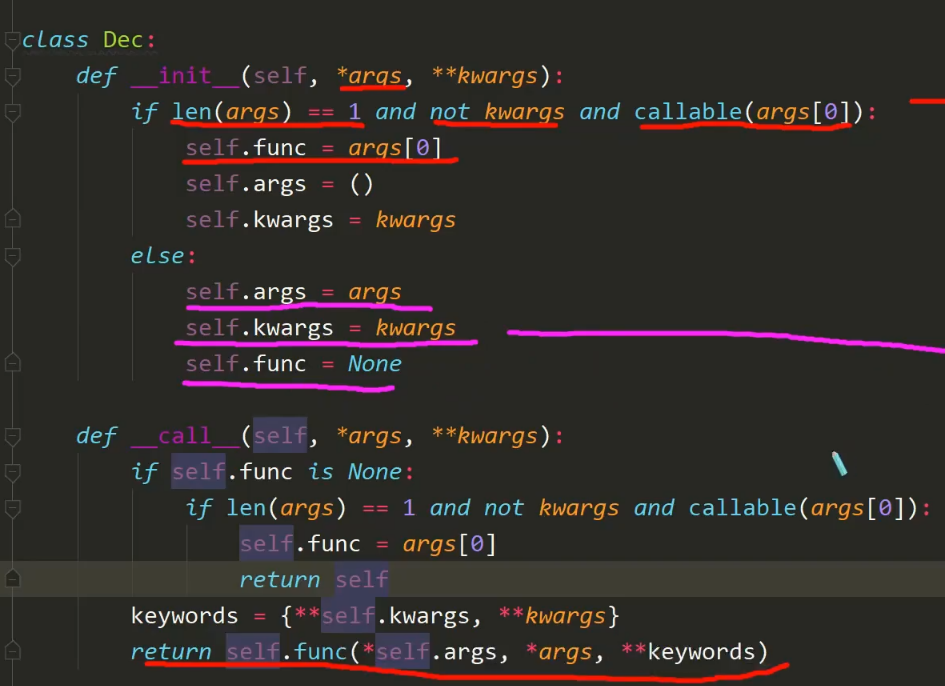 class Dec:
    def __init__(self, *args, **kwargs):
        if len(args) == 1 and not kwargs and callable(args[0]):
            self.func = args[0]
            self.args = ()
            self.kwargs = kwargs
        else:
            self.args = args
            self.kwargs = kwargs
            self.func = None
    def __call__(self, *args, **kwargs):
        if self.func is None:
            if len(args) == 1 and not kwargs and callable(args[0]):
                self.func = args[0]
                return self
        keywords = {**self.kwargs, **kwargs}
        return self.func(*self.args, *args, **keywords)